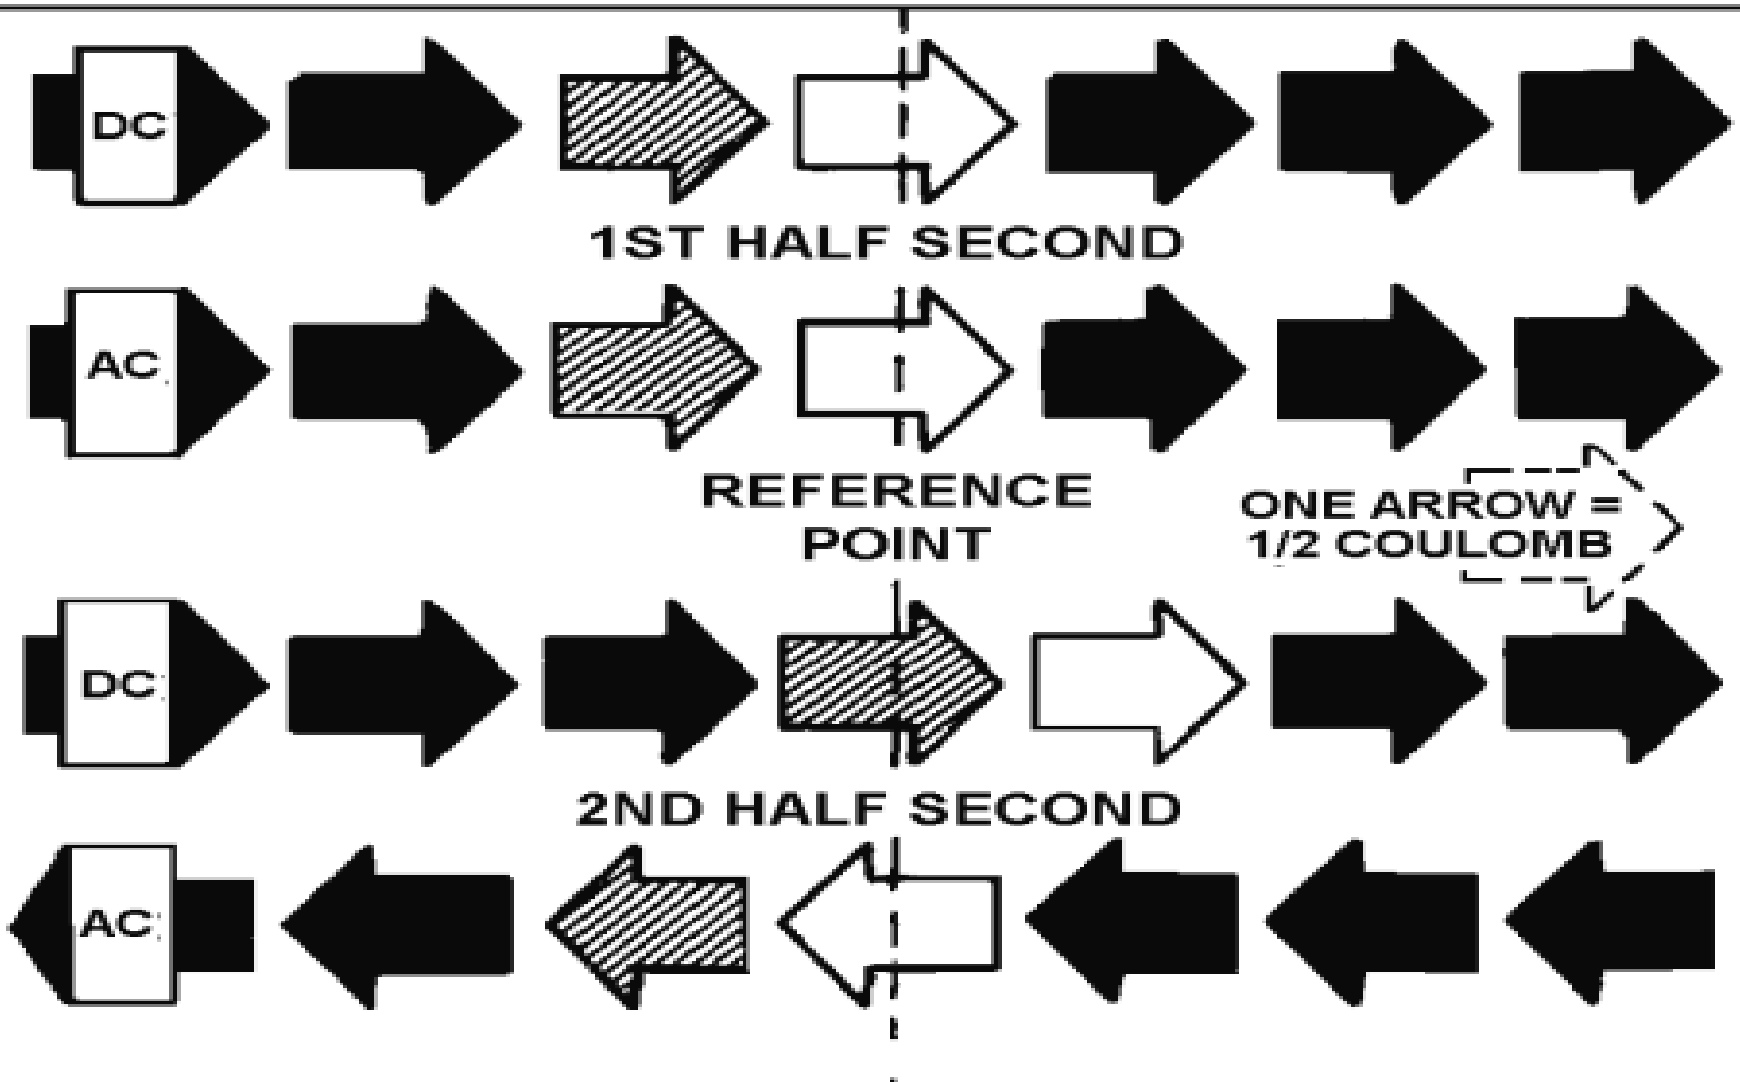 DC
1ST HALF SECOND
AC
REFERENCE
POINT
ONE ARROW =
1/2 COULOMB
DC
2ND HALF SECOND
AC